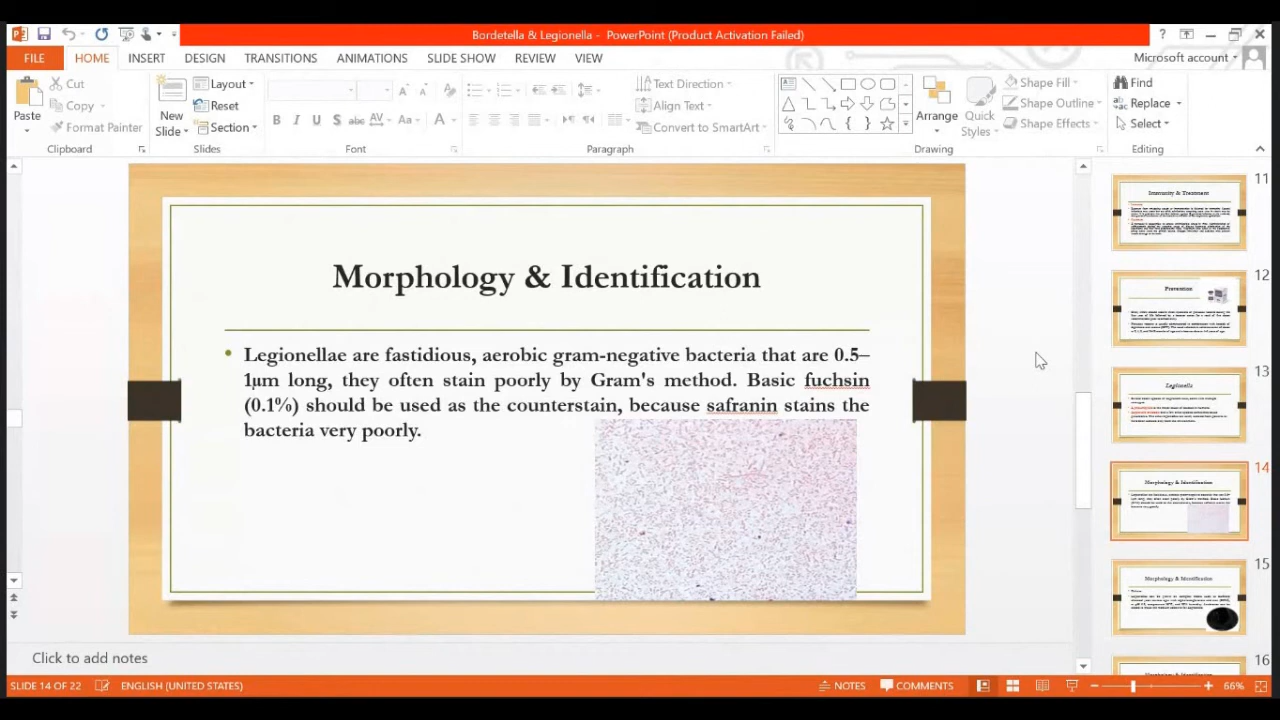 Bordetella & Legionella - PowerPoint (Product Activation Failed)
FILE HOME INSERT DESIGN TRANSITIONS ANIMATIONS SLIDE SHOW REVIEW VIEW Microsoft account
Paste
Cut
Copy
Format Painter
Clipboard
New Slide
Layout
Reset
Section
Slides
B I U S abc AV Aa A
Font
Text Direction
Align Text
Convert to SmartArt
Paragraph
Arrange
Quick Styles
Shape Fill
Shape Outline
Shape Effects
Drawing
Find
Replace
Select
Editing
Morphology & Identification
Legionellae are fastidious, aerobic gram-negative bacteria that are 0.5–
1μm long, they often stain poorly by Gram's method. Basic fuchsin
(0.1%) should be used as the counterstain, because safranin stains the
bacteria very poorly.
11
Immunity & Treatment
12
Prevention
13
Legionella
14
Morphology & Identification
15
Morphology & Identification
16
Click to add notes
SLIDE 14 OF 22 ENGLISH (UNITED STATES) NOTES COMMENTS 66%